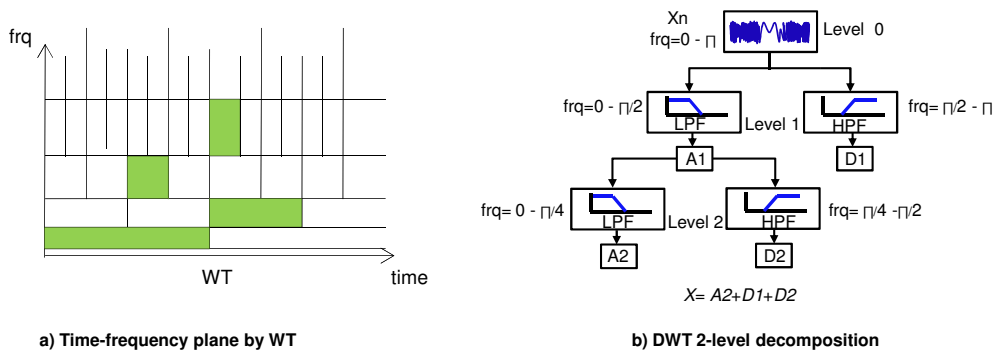 frq
WT
time
a) Time-frequency plane by WT
Xn
frq=0 - Π
Level 0
frq=0 - Π/2
LPF
Level 1
HPF
frq= Π/2 - Π
A1
D1
frq= 0 - Π/4
LPF
Level 2
HPF
frq= Π/4 -Π/2
A2
D2
X= A2+D1+D2
b) DWT 2-level decomposition